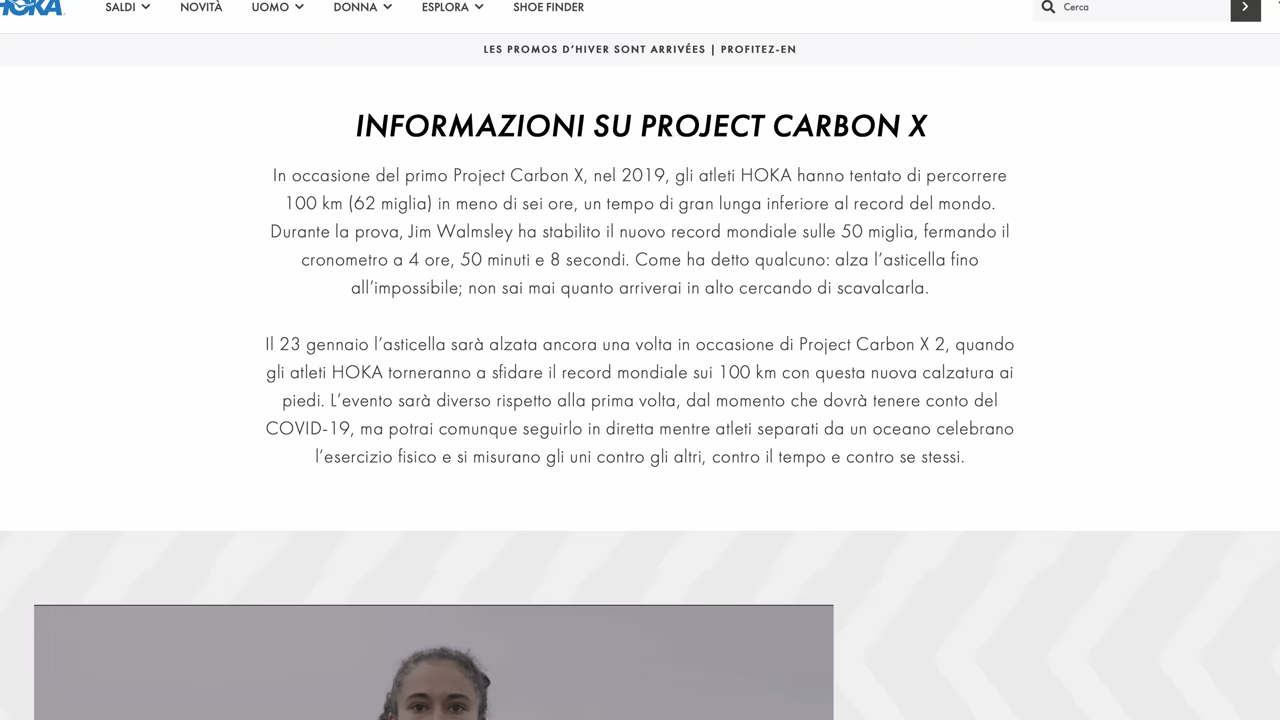 HOKA
SALDI NOVITÀ UOMO DONNA ESPLORA SHOE FINDER Cerca
LES PROMOS D'HIVER SONT ARRIVÉES | PROFITEZ-EN
INFORMAZIONI SU PROJECT CARBON X
In occasione del primo Project Carbon X, nel 2019, gli atleti HOKA hanno tentato di percorrere
100 km (62 miglia) in meno di sei ore, un tempo di gran lunga inferiore al record del mondo.
Durante la prova, Jim Walmsley ha stabilito il nuovo record mondiale sulle 50 miglia, fermando il
cronometro a 4 ore, 50 minuti e 8 secondi. Come ha detto qualcuno: alza l'asticella fino
all'impossibile; non sai mai quanto arriverai in alto cercando di scavalcarla.
Il 23 gennaio l'asticella sarà alzata ancora una volta in occasione di Project Carbon X 2, quando
gli atleti HOKA torneranno a sfidare il record mondiale sui 100 km con questa nuova calzatura ai
piedi. L'evento sarà diverso rispetto alla prima volta, dal momento che dovrà tenere conto del
COVID-19, ma potrai comunque seguirlo in diretta mentre atleti separati da un oceano celebrano
l'esercizio fisico e si misurano gli uni contro gli altri, contro il tempo e contro se stessi.